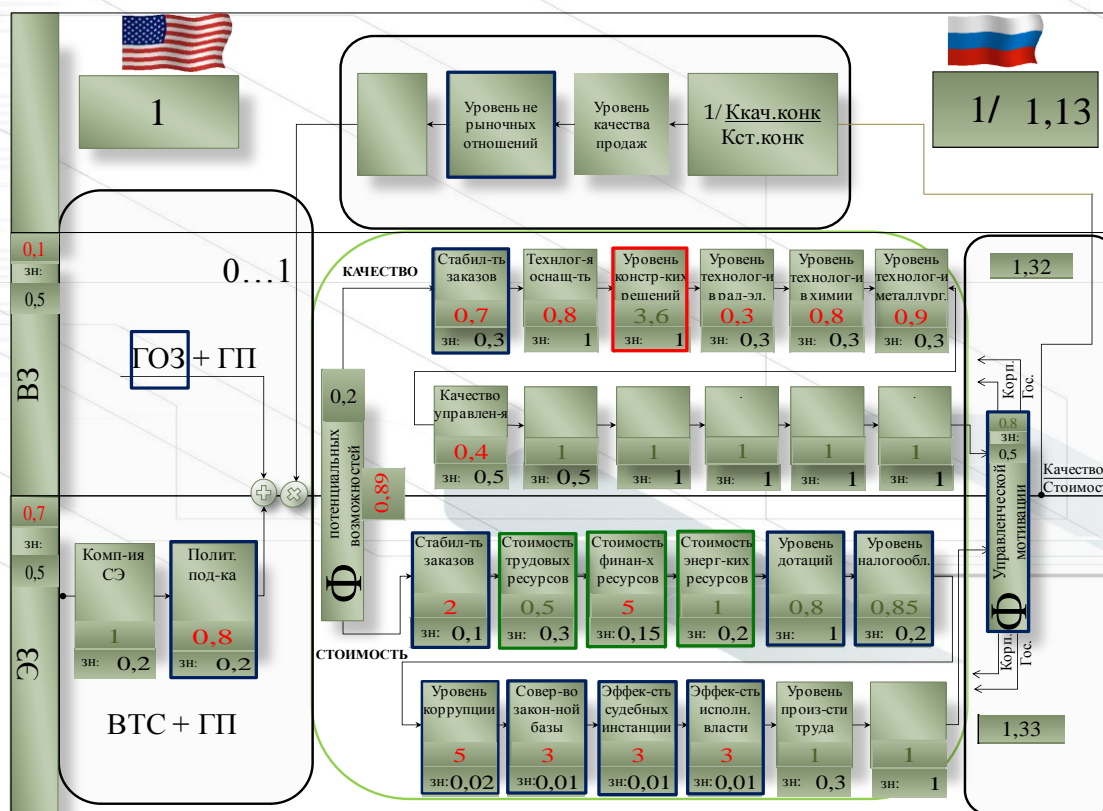 1
Уровень не
рыночных
отношений
Уровень
качества
продаж
1/ Ккач.конк
Кст.конк
1/ 1,13
0,1
зн:
0,5
ВЗ
0…1
ГОЗ + ГП
КАЧЕСТВО
Стабил-ть
заказов
0,7
зн: 0,3
Технлог-я
оснащ-ть
0,8
зн: 1
Уровень
констр-ких
решений
3,6
зн: 1
Уровень
технолог-и
в рад-эл.
0,3
зн: 0,3
Уровень
технолог-и
в химии
0,8
зн: 0,3
Уровень
технолог-и
металлург.
0,9
зн: 0,3
1,32
Качество
управлен-я
0,4
зн: 0,5
1
зн: 0,5
1
зн: 1
.
1
зн: 1
1
зн: 1
.
1
зн: 1
0,2
Ф потенциальных
возможностей
0,89
Корп.
Гос.
0.8
зн:
0,5
Ф Управленческой
мотивации
Корп.
Гос.
Качество
Стоимост
0,7
зн:
0,5
ЭЗ
Комп-ия
СЭ
1
зн: 0,2
Полит.
под-ка
0,8
зн: 0,2
ВТС + ГП
СТОИМОСТЬ
Стабил-ть
заказов
2
зн: 0,1
Стоимость
трудовых
ресурсов
0,5
зн: 0,3
Стоимость
финан-х
ресурсов
5
зн: 0,15
Стоимость
энерг-ких
ресурсов
1
зн: 0,2
Уровень
дотаций
0,8
зн: 1
Уровень
налогообл.
0,85
зн: 0,2
Уровень
коррупции
5
зн: 0,02
Совер-во
закон-ной
базы
3
зн: 0,01
Эффек-сть
судебных
инстанции
3
зн: 0,01
Эффек-сть
исполн.
власти
3
зн: 0,01
Уровень
произ-сти
труда
1
зн: 0,3
1
зн: 1
1,33